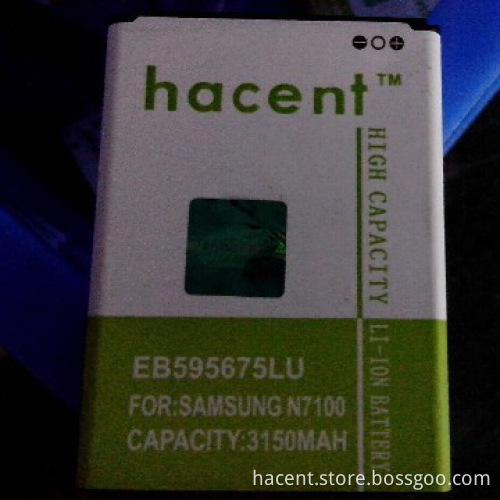 hacent™
HIGH CAPACITY LI-ION BATTERY
EB595675LU
FOR:SAMSUNG N7100
CAPACITY:3150MAH
hacent.store.bossgoo.com